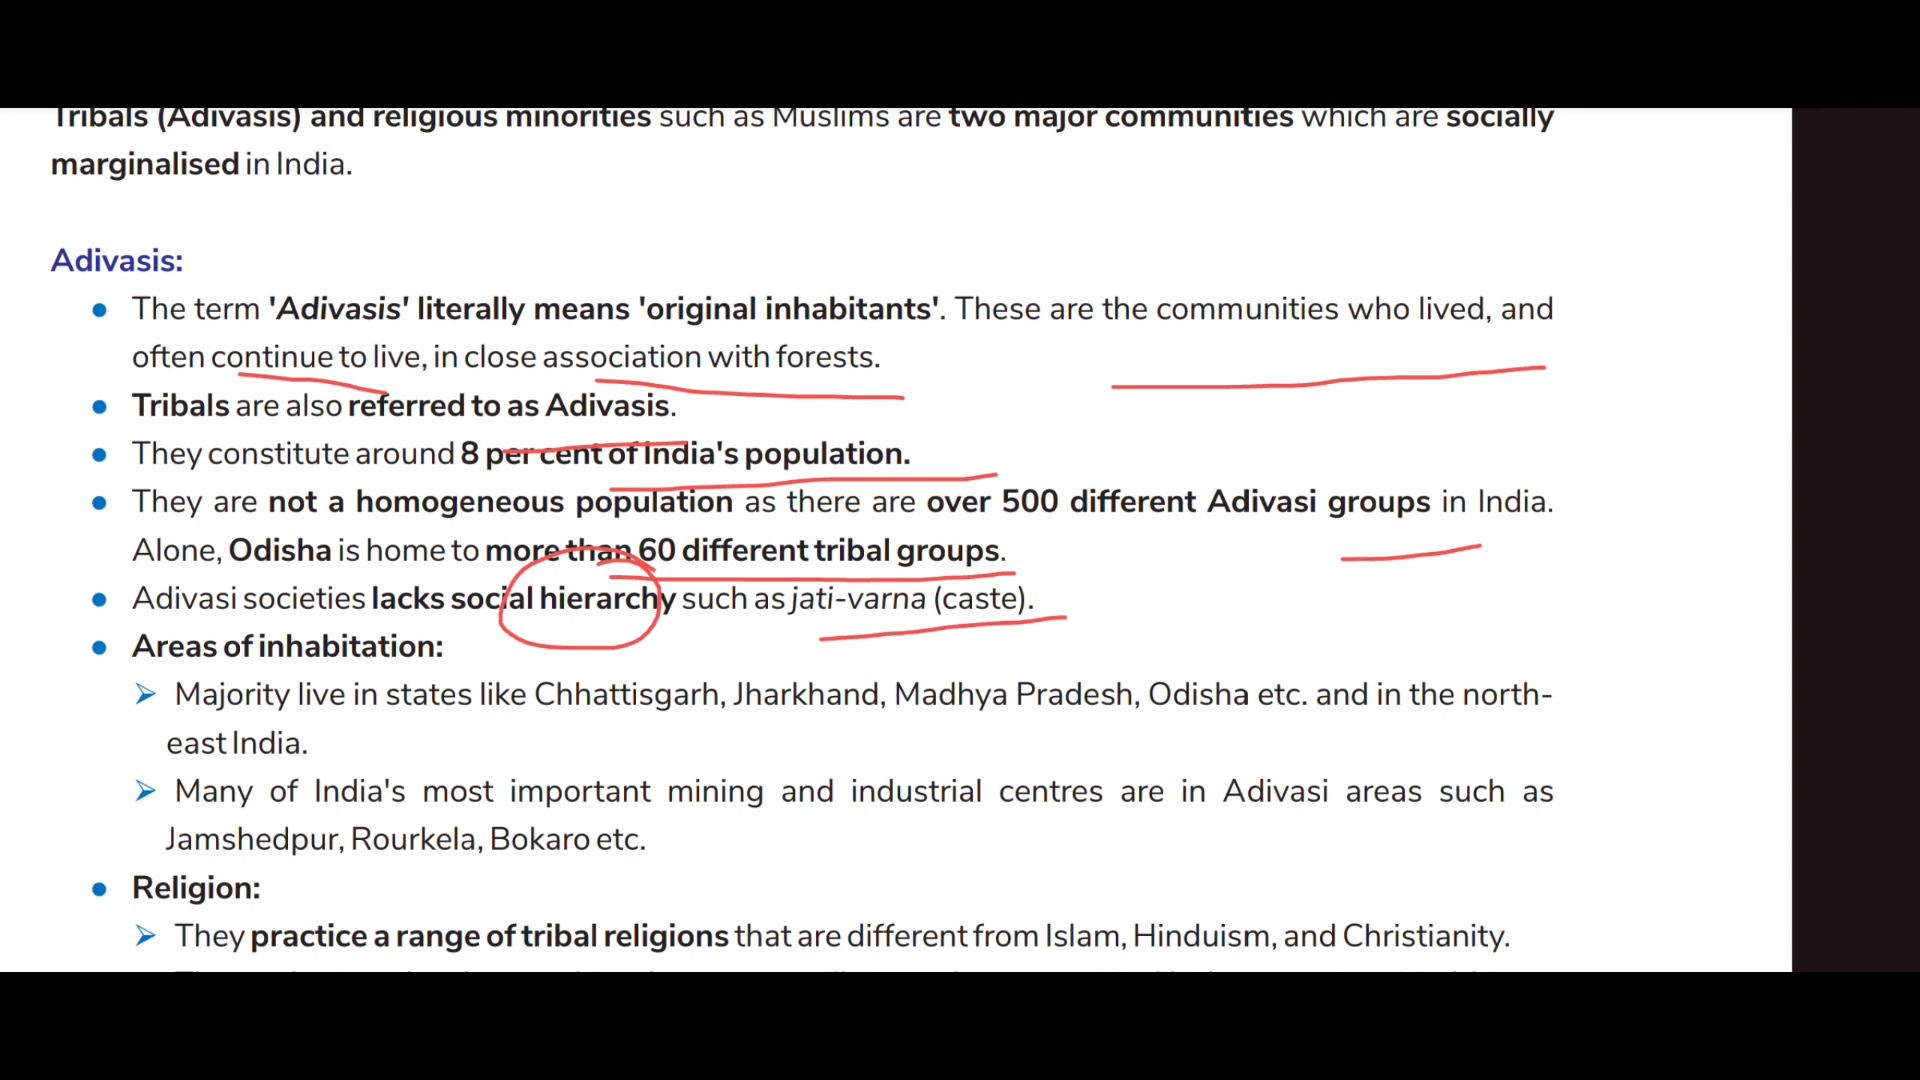 Tribals (Adivasis) and religious minorities such as Muslims are two major communities which are socially
marginalised in India.
Adivasis:
● The term 'Adivasis' literally means 'original inhabitants'. These are the communities who lived, and
often continue to live, in close association with forests.
● Tribals are also referred to as Adivasis.
● They constitute around 8 per cent of India's population.
● They are not a homogeneous population as there are over 500 different Adivasi groups in India.
Alone, Odisha is home to more than 60 different tribal groups.
● Adivasi societies lacks social hierarchy such as jati-varna (caste).
● Areas of inhabitation:
➢ Majority live in states like Chhattisgarh, Jharkhand, Madhya Pradesh, Odisha etc. and in the north-
east India.
➢ Many of India's most important mining and industrial centres are in Adivasi areas such as
Jamshedpur, Rourkela, Bokaro etc.
● Religion:
➢ They practice a range of tribal religions that are different from Islam, Hinduism, and Christianity.